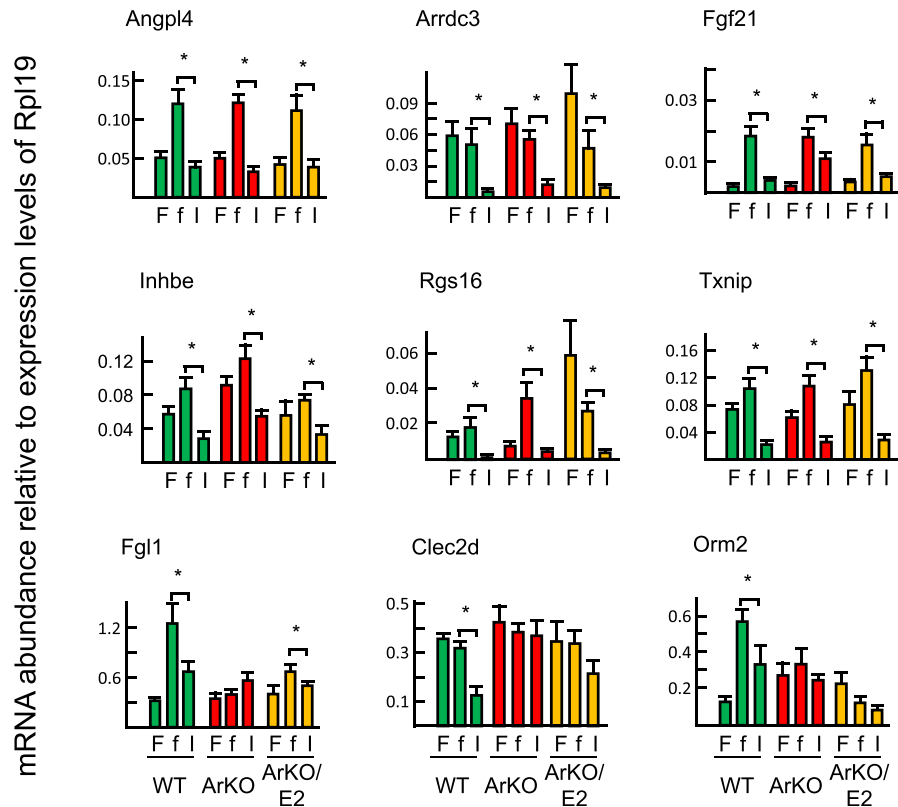 mRNA abundance relative to expression levels of Rpl19
Angpl4
*
*
*
0.15
0.05
F f I F f I F f I
Arrdc3
*
*
*
0.09
0.06
0.03
F f I F f I F f I
Fgf21
*
*
*
0.03
0.01
F f I F f I F f I
Inhbe
*
*
*
0.12
0.08
0.04
F f I F f I F f I
Rgs16
*
*
*
0.06
0.04
0.02
F f I F f I F f I
Txnip
*
*
*
0.16
0.12
0.08
0.04
F f I F f I F f I
Fgl1
*
*
1.2
0.6
F f I F f I F f I
WT ArKO ArKO/
E2
Clec2d
*
0.5
0.3
0.1
F f I F f I F f I
WT ArKO ArKO/
E2
Orm2
*
0.6
0.4
0.2
F f I F f I F f I
WT ArKO ArKO/
E2